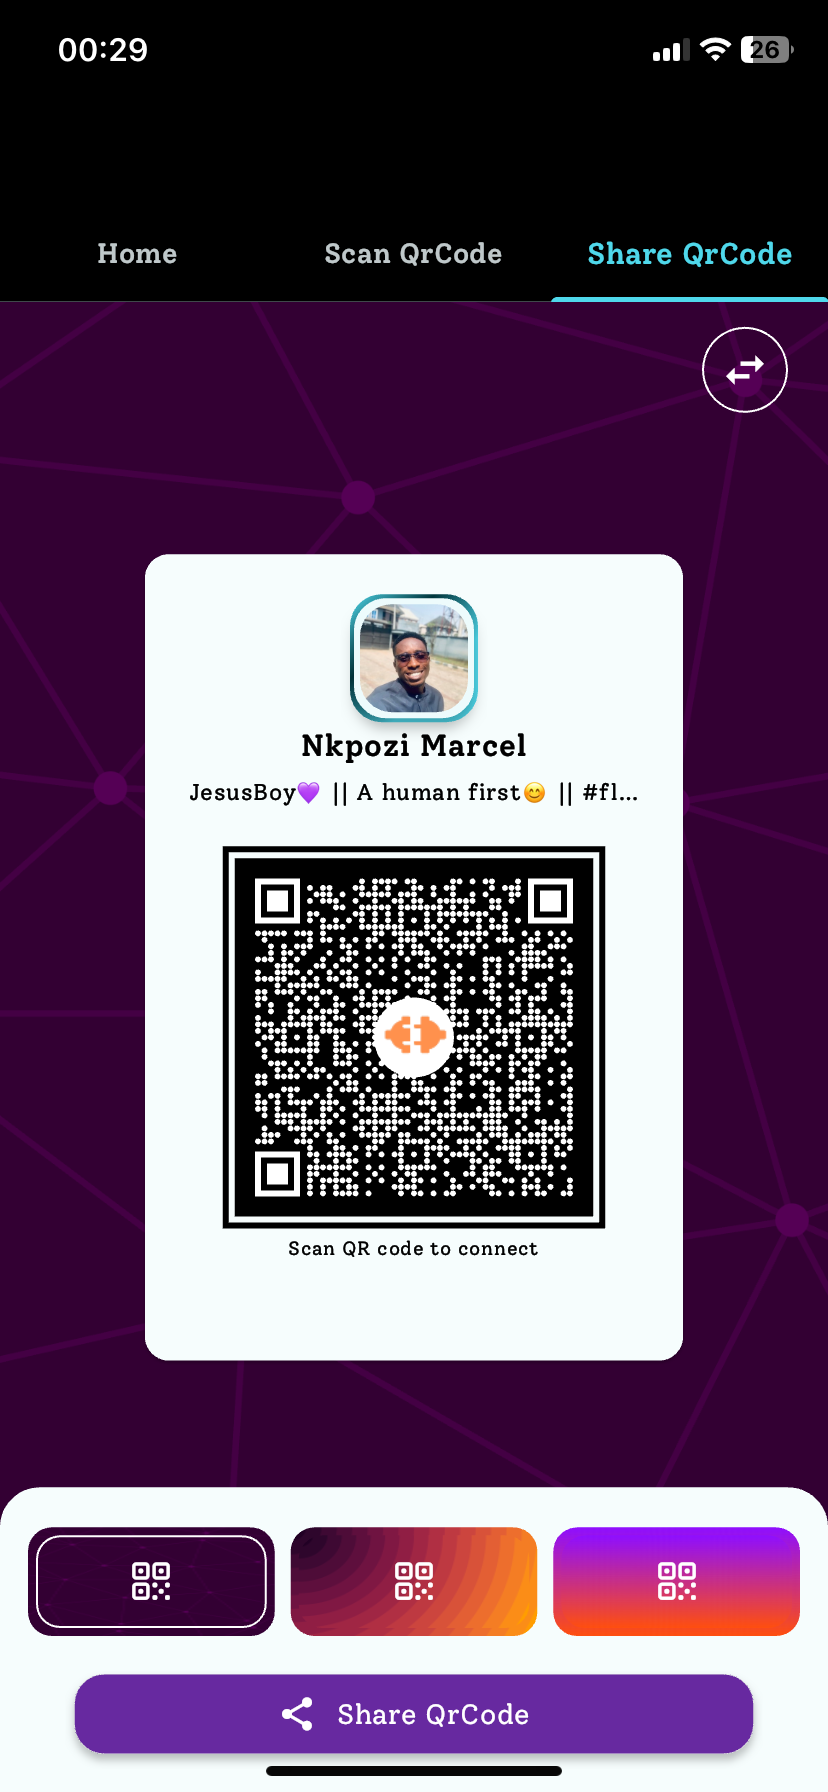 00:29
26
Home
Scan QrCode
Share QrCode
Nkpozi Marcel
JesusBoy💜 || A human first😊 || #fl...
Scan QR code to connect
Share QrCode